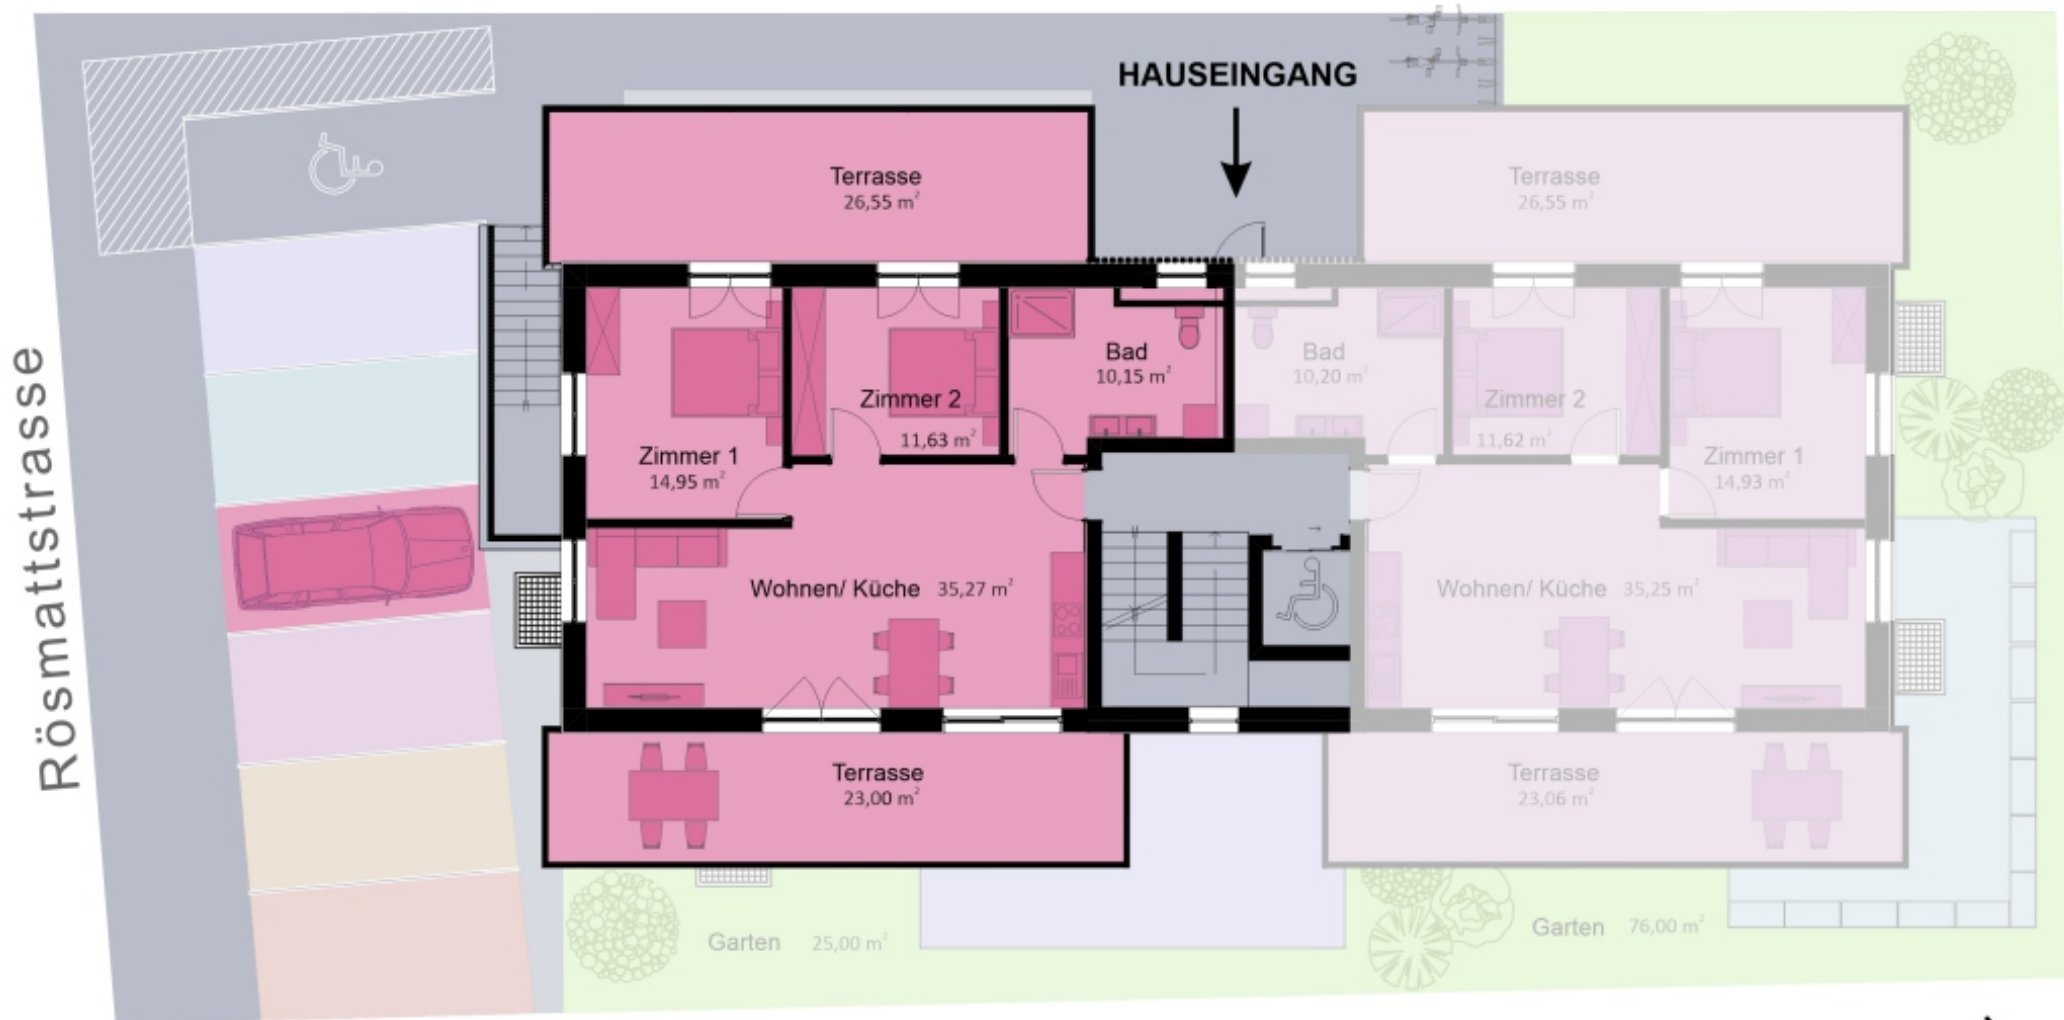 HAUSEINGANG
Terrasse
26,55 m²
Terrasse
26,55 m²
Rösmattstrasse
Bad
10,15 m²
Bad
10,20 m²
Zimmer 2
11,63 m²
Zimmer 2
11,62 m²
Zimmer 1
14,95 m²
Zimmer 1
14,93 m²
Wohnen/ Küche 35,27 m²
Wohnen/ Küche 35,25 m²
Terrasse
23,00 m²
Terrasse
23,06 m²
Garten 25,00 m²
Garten 76,00 m²